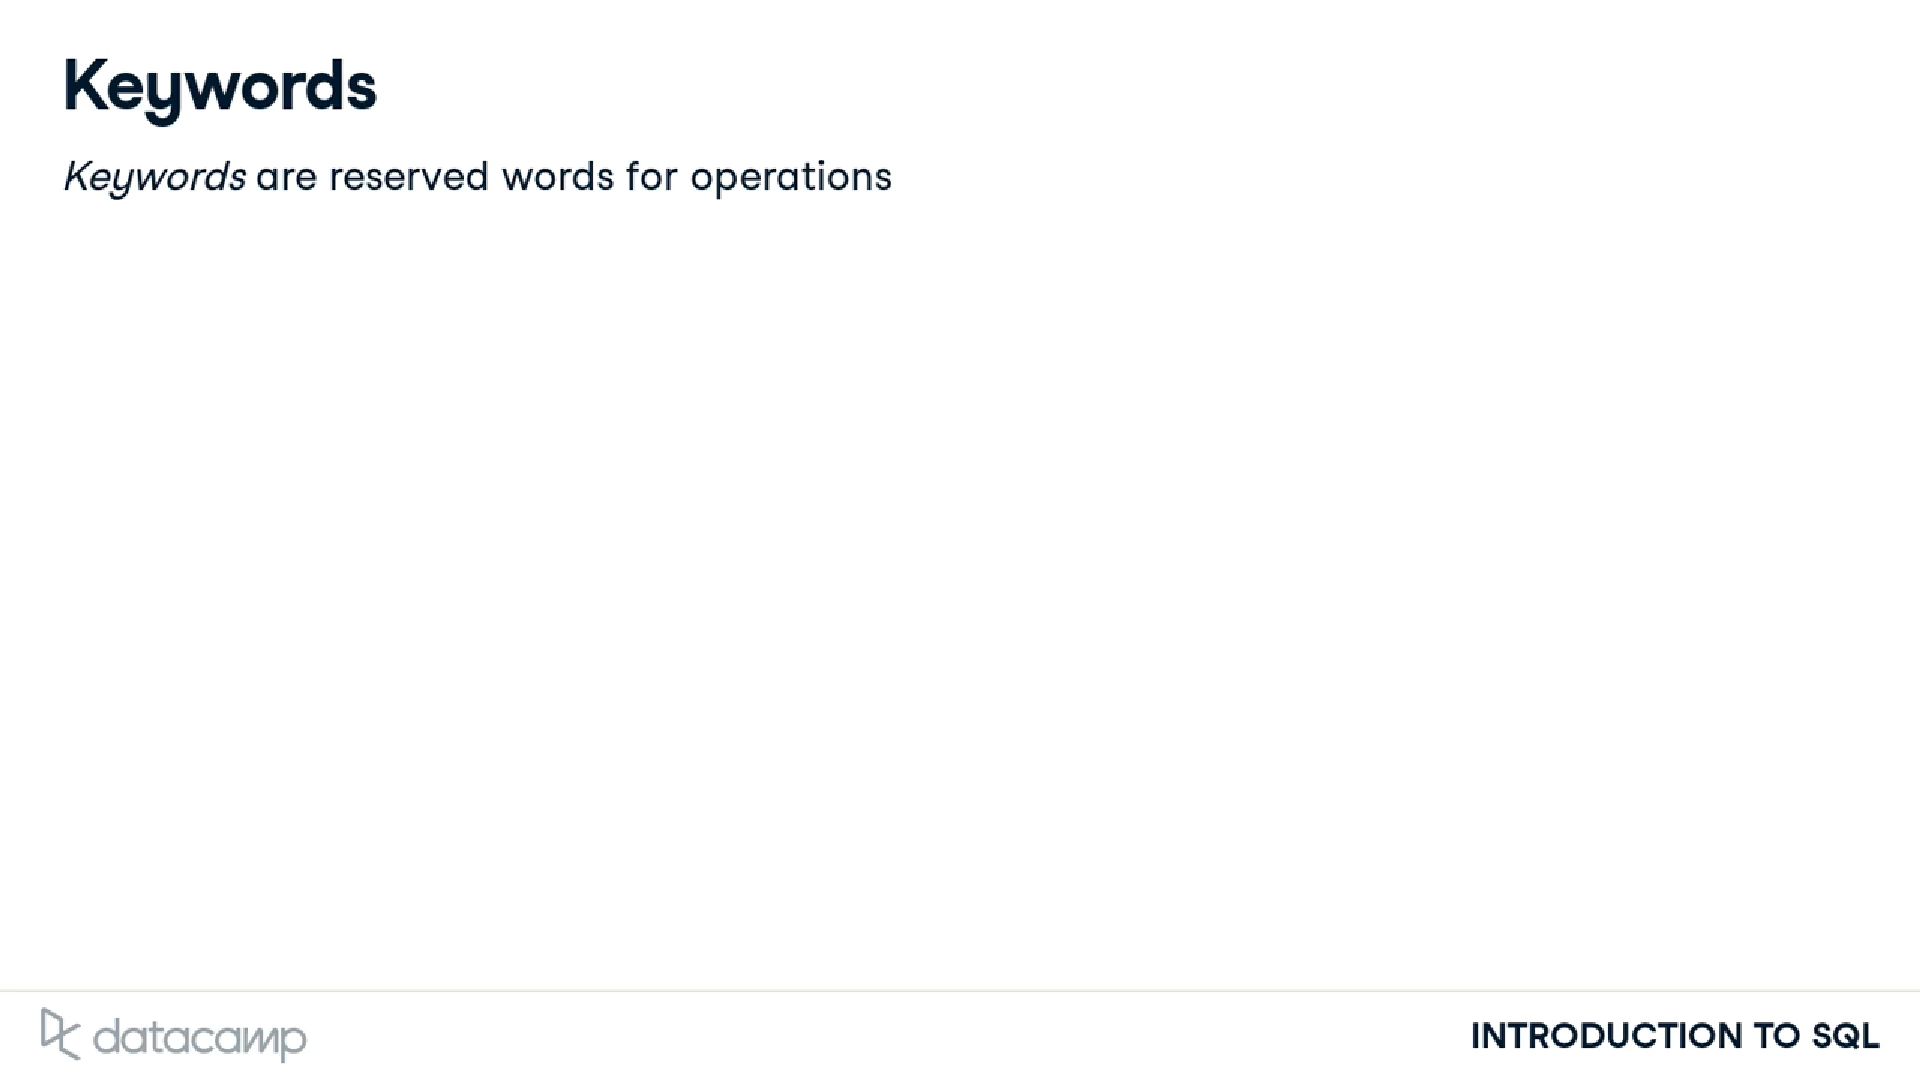 Keywords
Keywords are reserved words for operations
datacamp
INTRODUCTION TO SQL